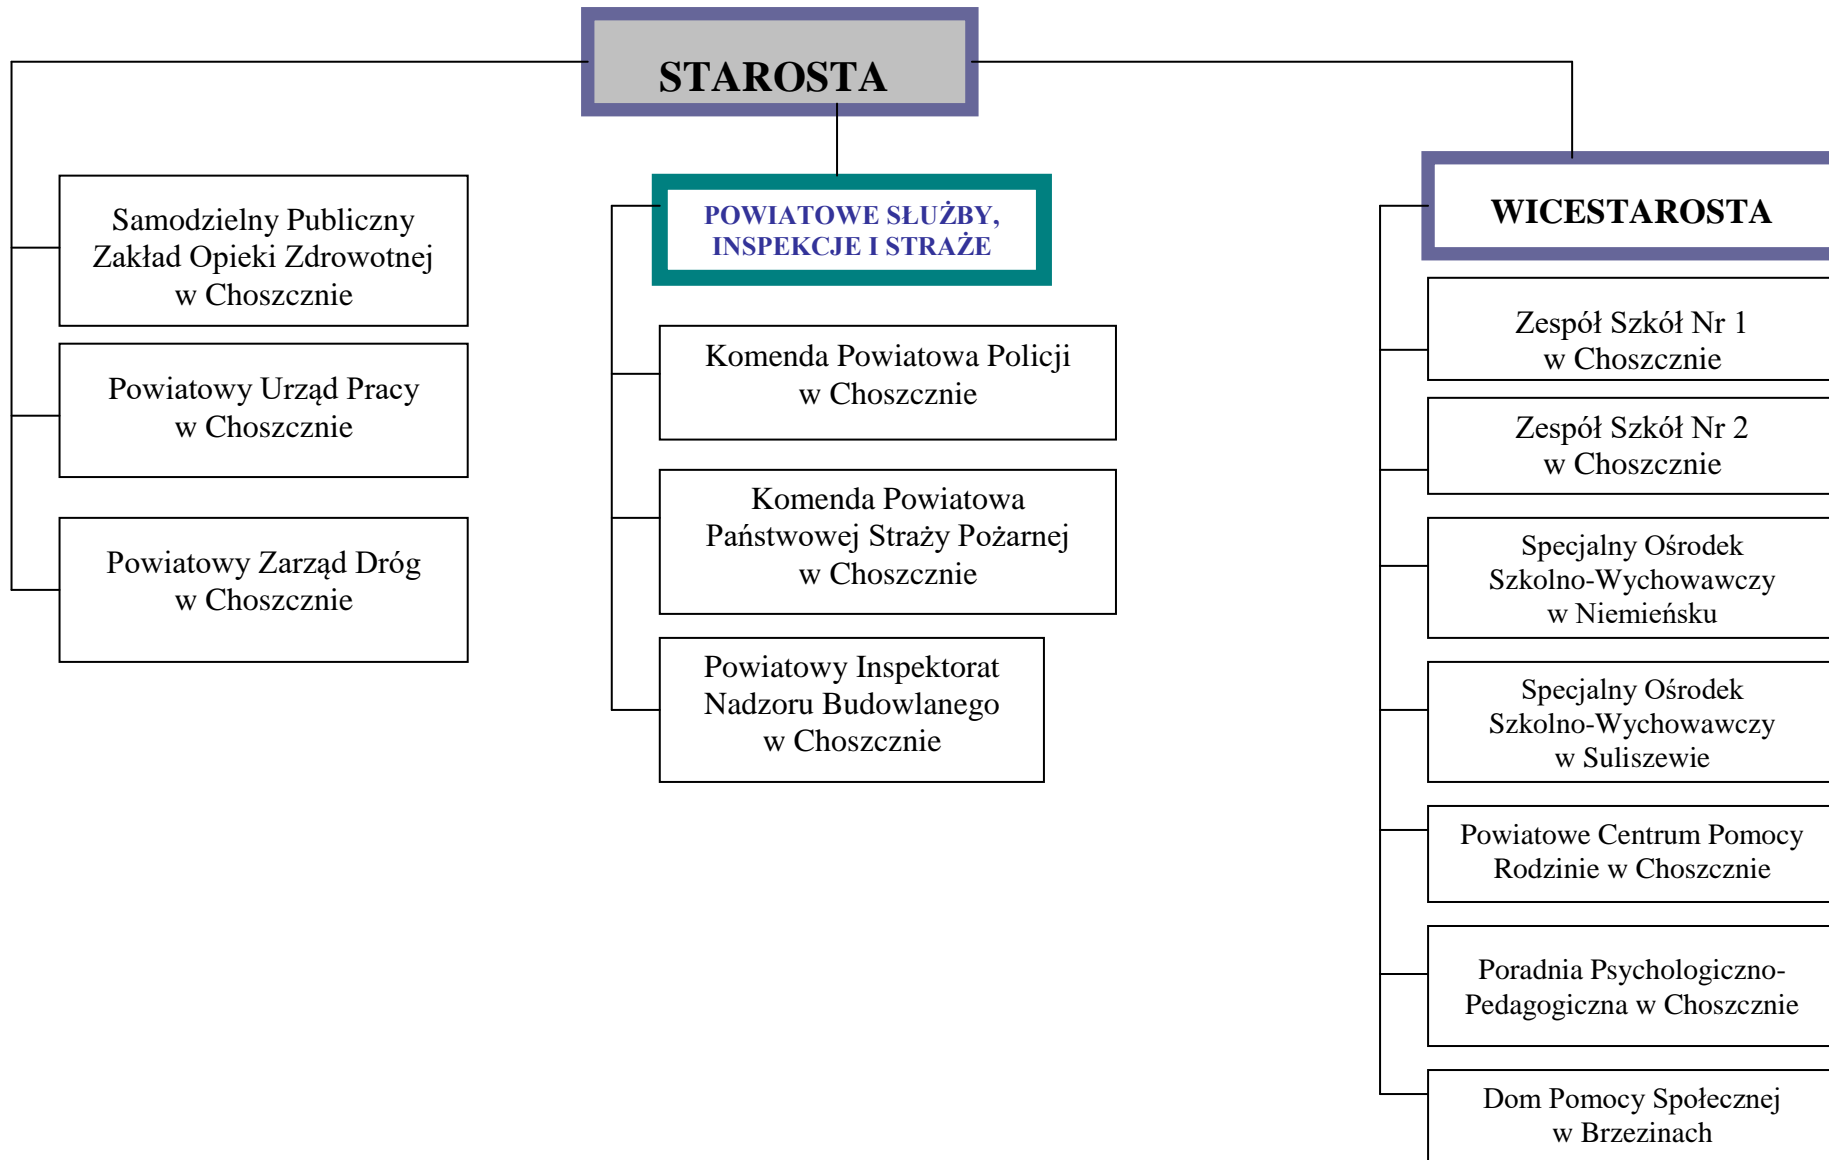 STAROSTA
Samodzielny Publiczny
Zakład Opieki Zdrowotnej
w Choszcznie
Powiatowy Urząd Pracy
w Choszcznie
Powiatowy Zarząd Dróg
w Choszcznie
POWIATOWE SŁUŻBY,
INSPEKCJE I STRAŻE
Komenda Powiatowa Policji
w Choszcznie
Komenda Powiatowa
Państwowej Straży Pożarnej
w Choszcznie
Powiatowy Inspektorat
Nadzoru Budowlanego
w Choszcznie
WICESTAROSTA
Zespół Szkół Nr 1
w Choszcznie
Zespół Szkół Nr 2
w Choszcznie
Specjalny Ośrodek
Szkolno-Wychowawczy
w Niemieńsku
Specjalny Ośrodek
Szkolno-Wychowawczy
w Suliszewie
Powiatowe Centrum Pomocy
Rodzinie w Choszcznie
Poradnia Psychologiczno-
Pedagogiczna w Choszcznie
Dom Pomocy Społecznej
w Brzezinach